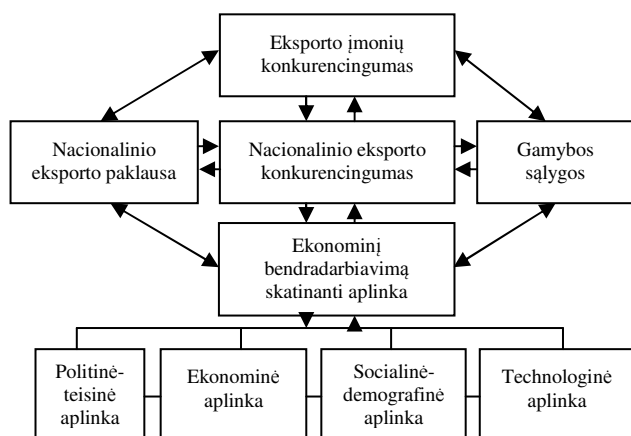 Eksporto įmonių
konkurencingumas
Nacionalinio
eksporto paklausa
Nacionalinio eksporto
konkurencingumas
Gamybos
sąlygos
Ekonominį
bendradarbiavimą
skatinanti aplinka
Politinė-
teisinė
aplinka
Ekonominė
aplinka
Socialinė-
demografinė
aplinka
Technologinė
aplinka